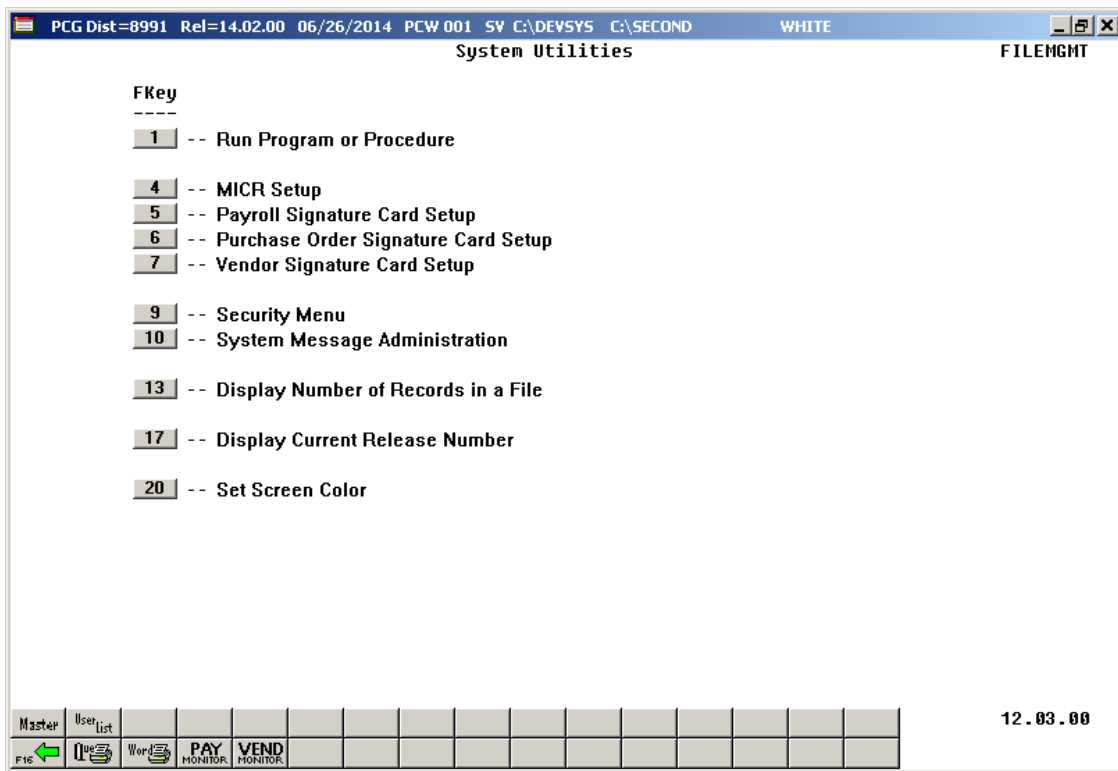 PCG Dist=8991 Rel=14.02.00 06/26/2014 PCW 001 SV C:\DEVSYS C:\SECOND WHITE
System Utilities FILEMGMT
FKey
----
1 -- Run Program or Procedure
4 -- MICR Setup
5 -- Payroll Signature Card Setup
6 -- Purchase Order Signature Card Setup
7 -- Vendor Signature Card Setup
9 -- Security Menu
10 -- System Message Administration
13 -- Display Number of Records in a File
17 -- Display Current Release Number
20 -- Set Screen Color
Master User list 12.03.00
F16 Que Word PAY MONITOR VEND MONITOR